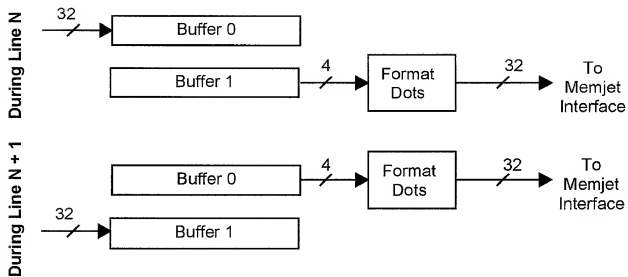 During Line N
32
Buffer 0
Buffer 1
4
Format
Dots
32
To
Memjet
Interface
During Line N + 1
Buffer 0
4
Format
Dots
32
To
Memjet
Interface
32
Buffer 1